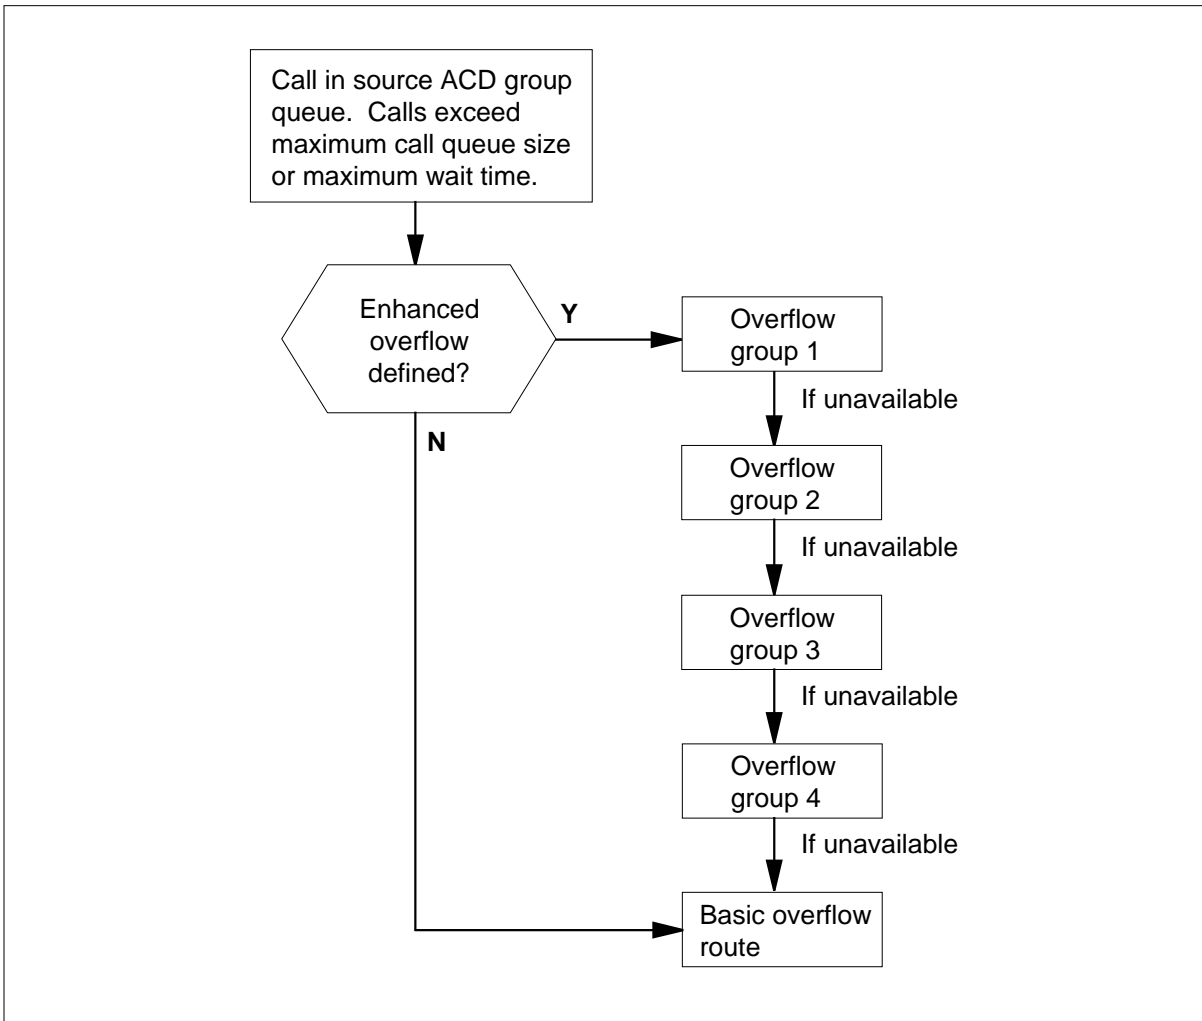 Call in source ACD group
queue.  Calls exceed
maximum call queue size
or maximum wait time.
Enhanced
overflow
defined?
Y
N
Overflow
group 1
If unavailable
Overflow
group 2
If unavailable
Overflow
group 3
If unavailable
Overflow
group 4
If unavailable
Basic overflow
route